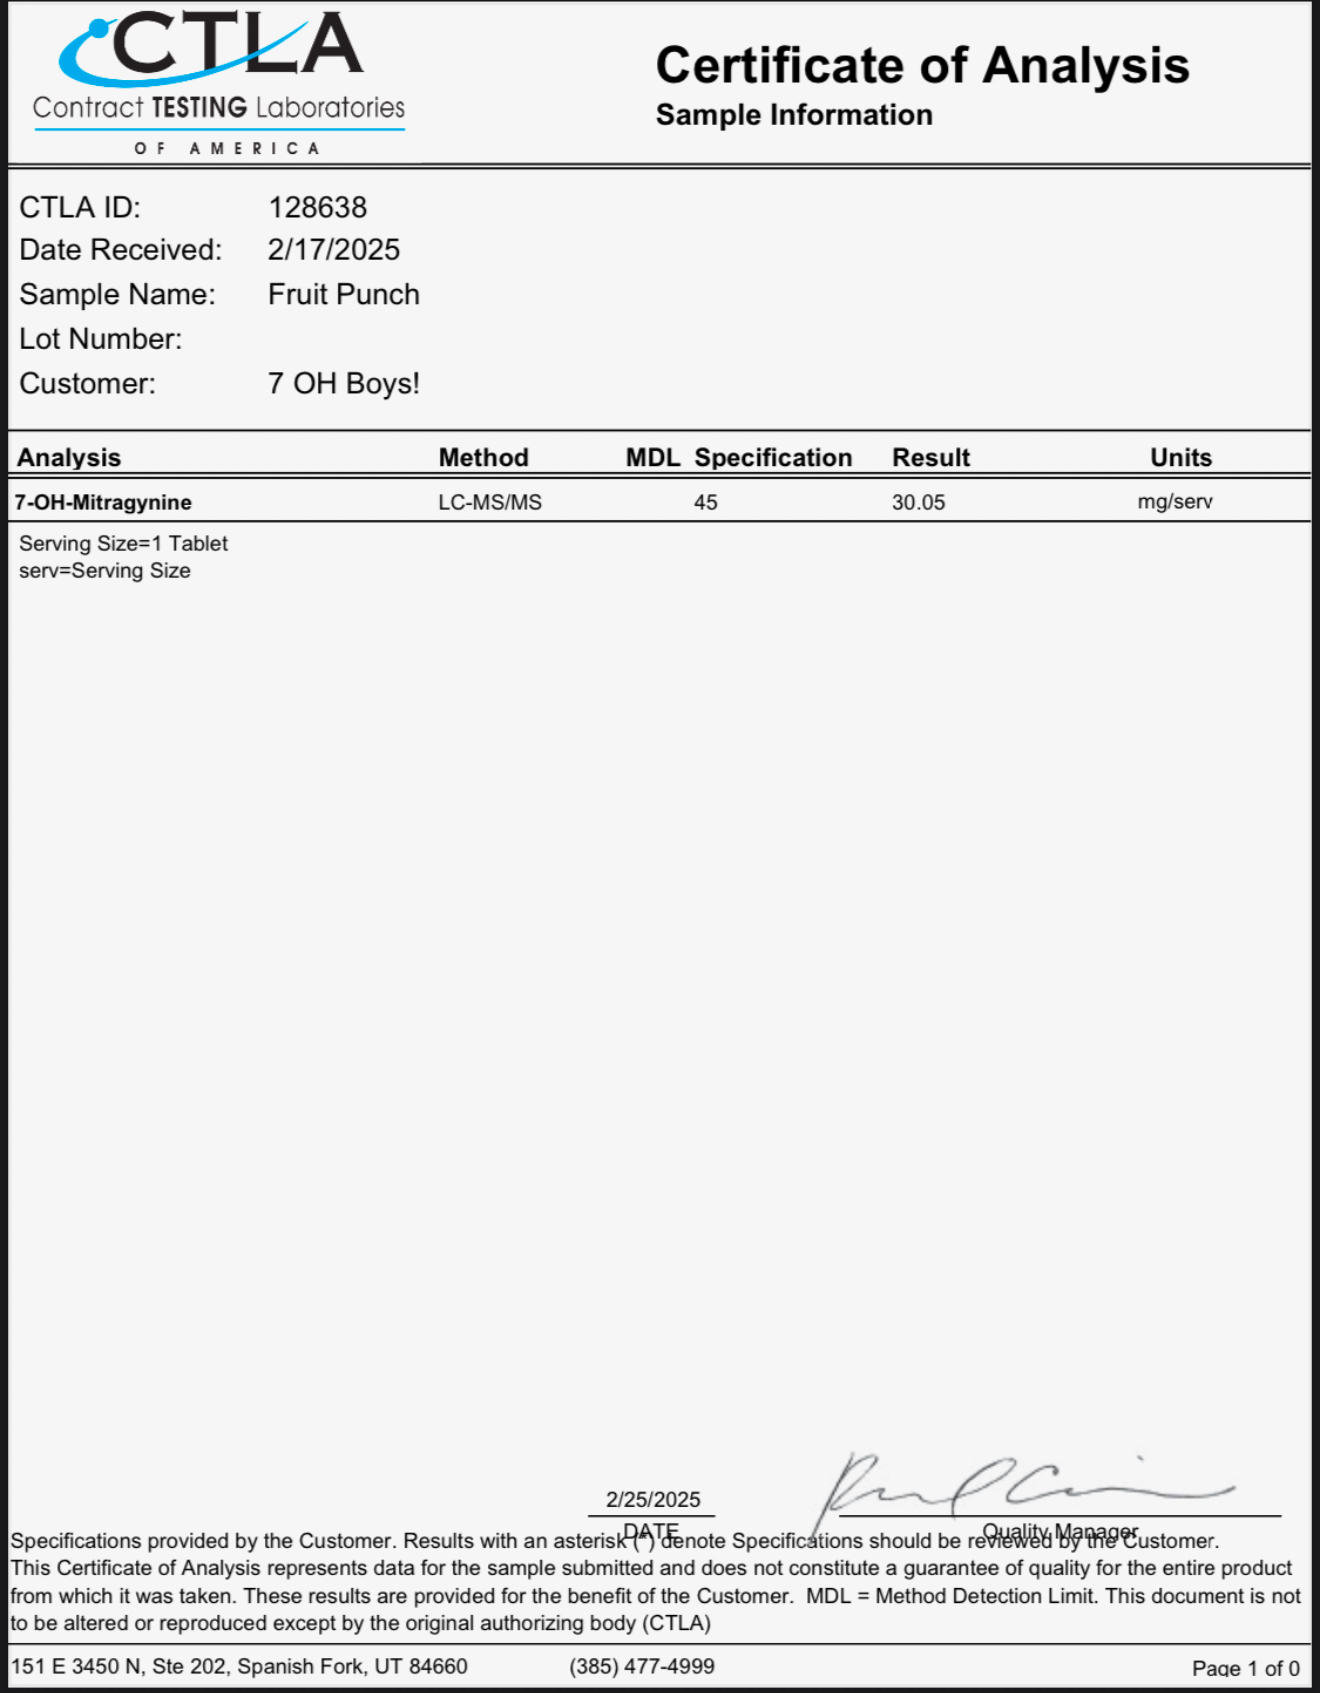 CTLA
Contract TESTING Laboratories
OF AMERICA
Certificate of Analysis
Sample Information
CTLA ID: 128638
Date Received: 2/17/2025
Sample Name: Fruit Punch
Lot Number:
Customer: 7 OH Boys!
Analysis Method MDL Specification Result Units
7-OH-Mitragynine LC-MS/MS 45 30.05 mg/serv
Serving Size=1 Tablet
serv=Serving Size
2/25/2025
DATE Quality Manager
Specifications provided by the Customer. Results with an asterisk (*) denote Specifications should be reviewed by the Customer.
This Certificate of Analysis represents data for the sample submitted and does not constitute a guarantee of quality for the entire product
from which it was taken. These results are provided for the benefit of the Customer. MDL = Method Detection Limit. This document is not
to be altered or reproduced except by the original authorizing body (CTLA)
151 E 3450 N, Ste 202, Spanish Fork, UT 84660 (385) 477-4999 Page 1 of 0